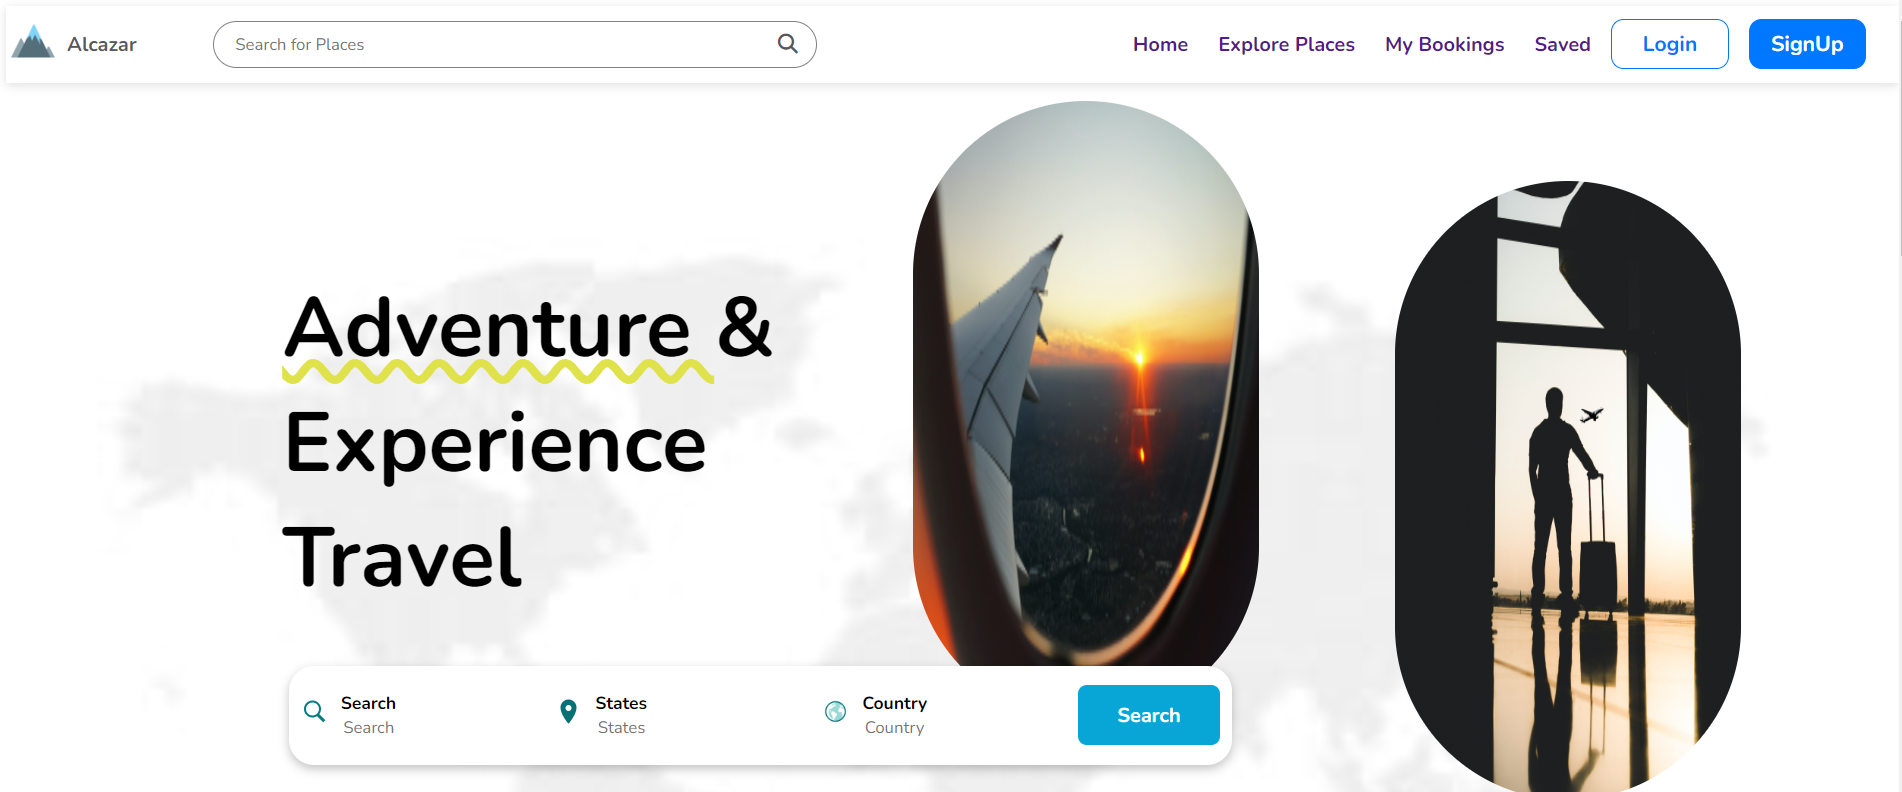 Alcazar
Search for Places
Home
Explore Places
My Bookings
Saved
Login
SignUp
Adventure &
Experience
Travel
Search
Search
States
States
Country
Country
Search